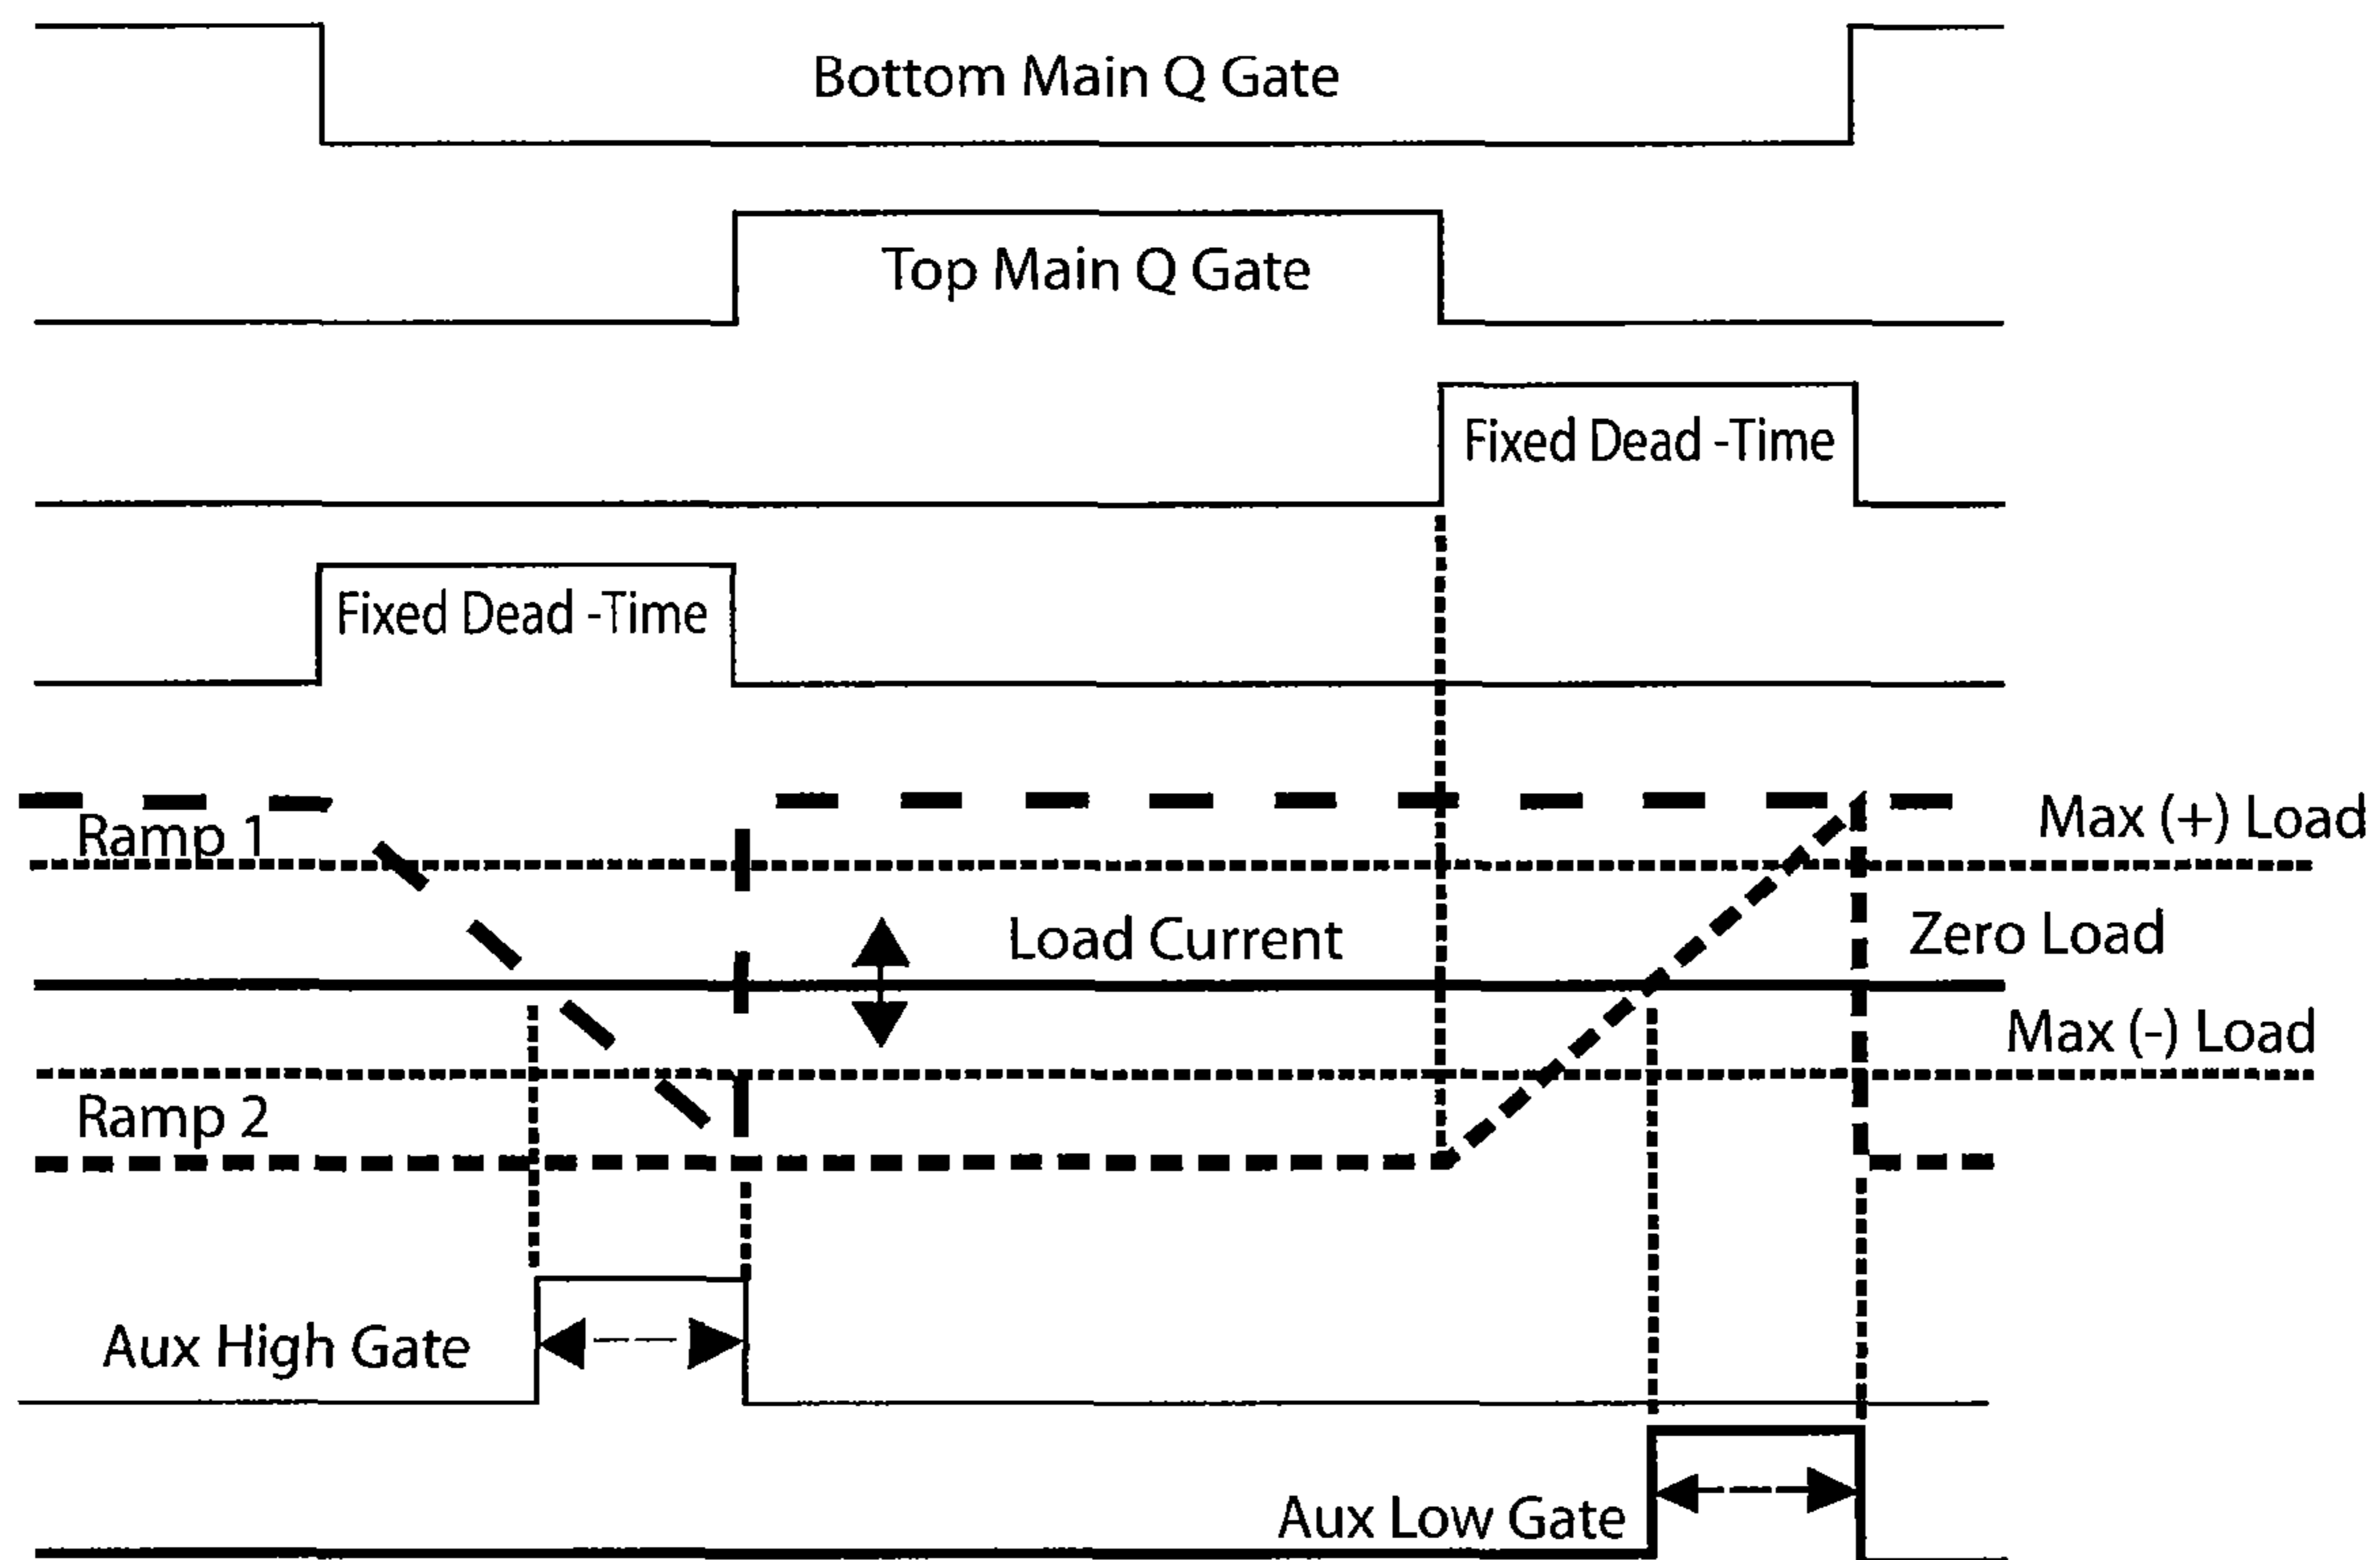 Bottom Main Q Gate
Top Main Q Gate
Fixed Dead -Time
Fixed Dead -Time
Ramp 1
Max (+) Load
Load Current
Zero Load
Max (-) Load
Ramp 2
Aux High Gate
Aux Low Gate